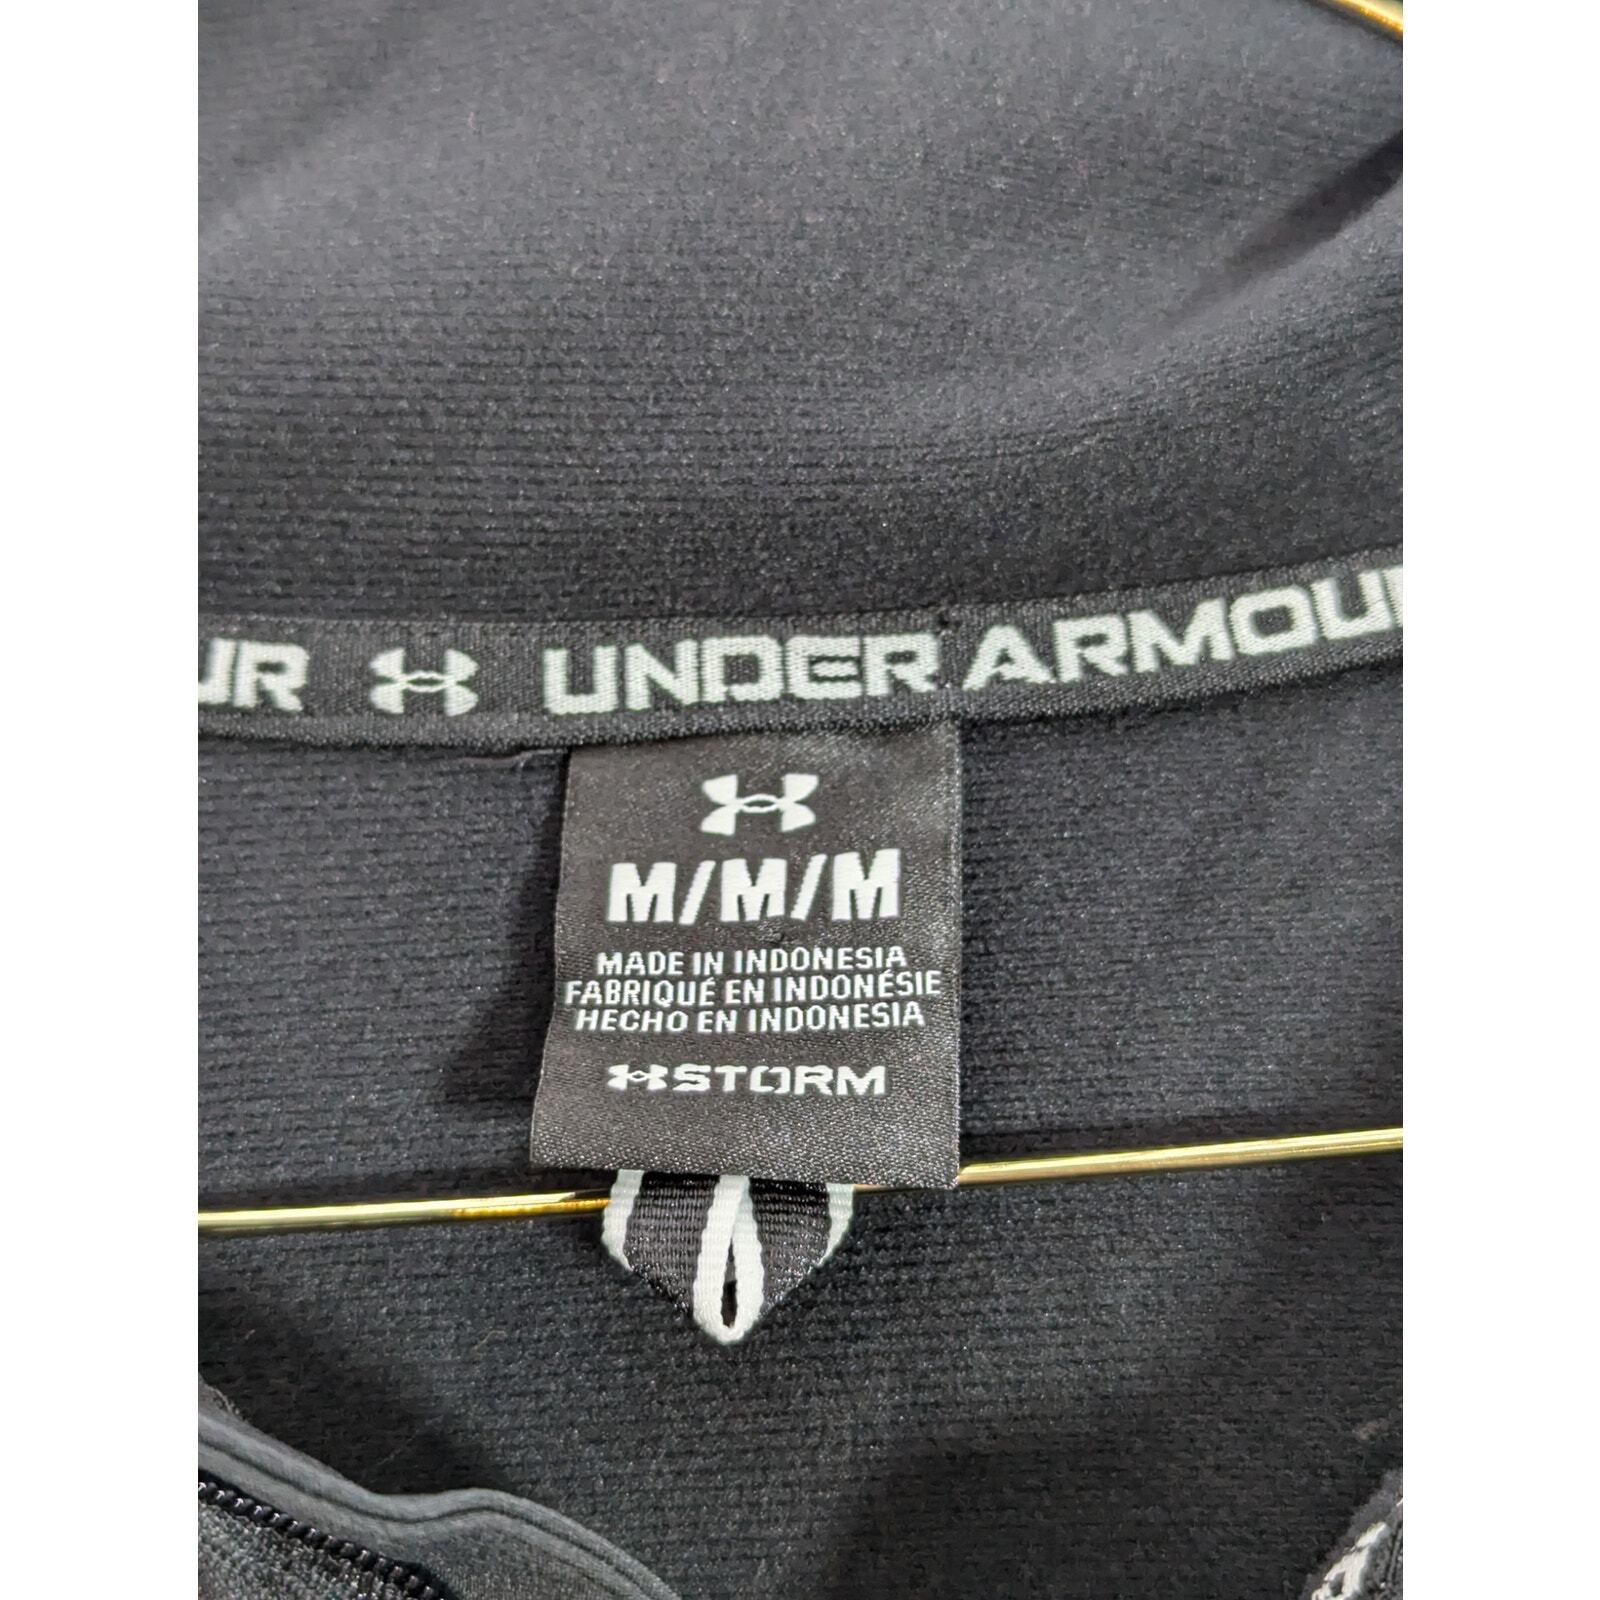 UR UNDER ARMOUR
M/M/M
MADE IN INDONESIA
FABRIQUÉ EN INDONÉSIE
HECHO EN INDONESIA
STORM